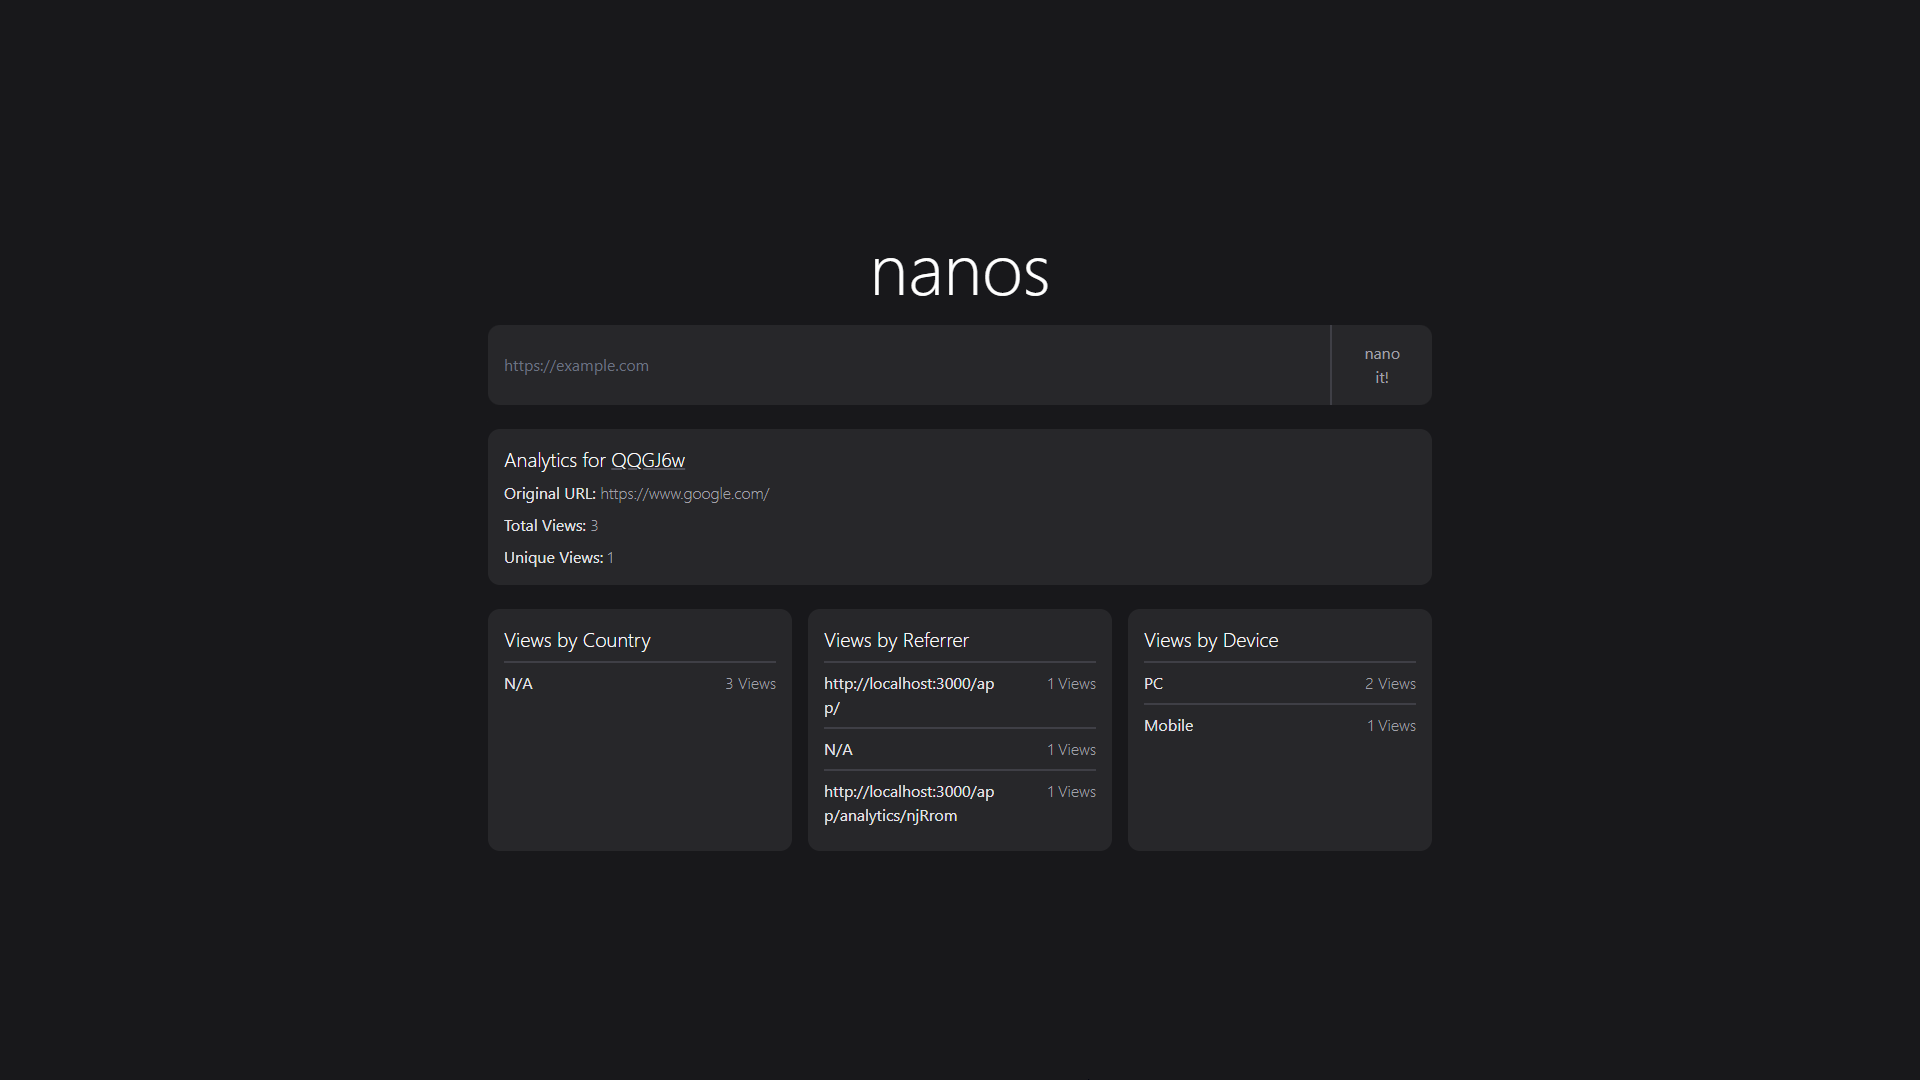 nanos
https://example.com
nano
it!
Analytics for QQGJ6w
Original URL: https://www.google.com/
Total Views: 3
Unique Views: 1
Views by Country
N/A 3 Views
Views by Referrer
http://localhost:3000/ap 1 Views
p/
N/A 1 Views
http://localhost:3000/ap 1 Views
p/analytics/njRrom
Views by Device
PC 2 Views
Mobile 1 Views